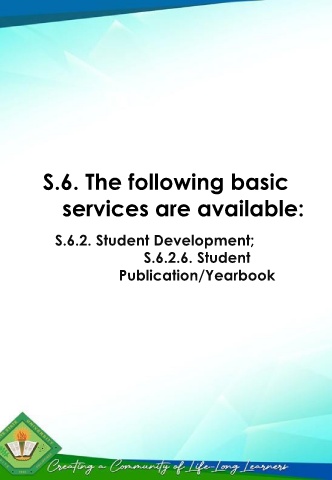 S.6. The following basic
services are available:
S.6.2. Student Development;
S.6.2.6. Student
Publication/Yearbook
Creating a Community of Life-Long Learners